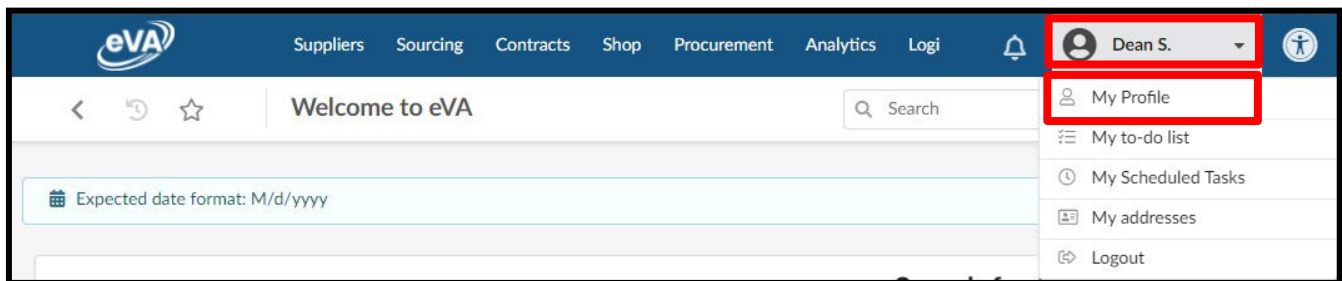 eVA Suppliers Sourcing Contracts Shop Procurement Analytics Logi Dean S.
Welcome to eVA Search
My Profile
My to-do list
Expected date format: M/d/yyyy
My Scheduled Tasks
My addresses
Logout